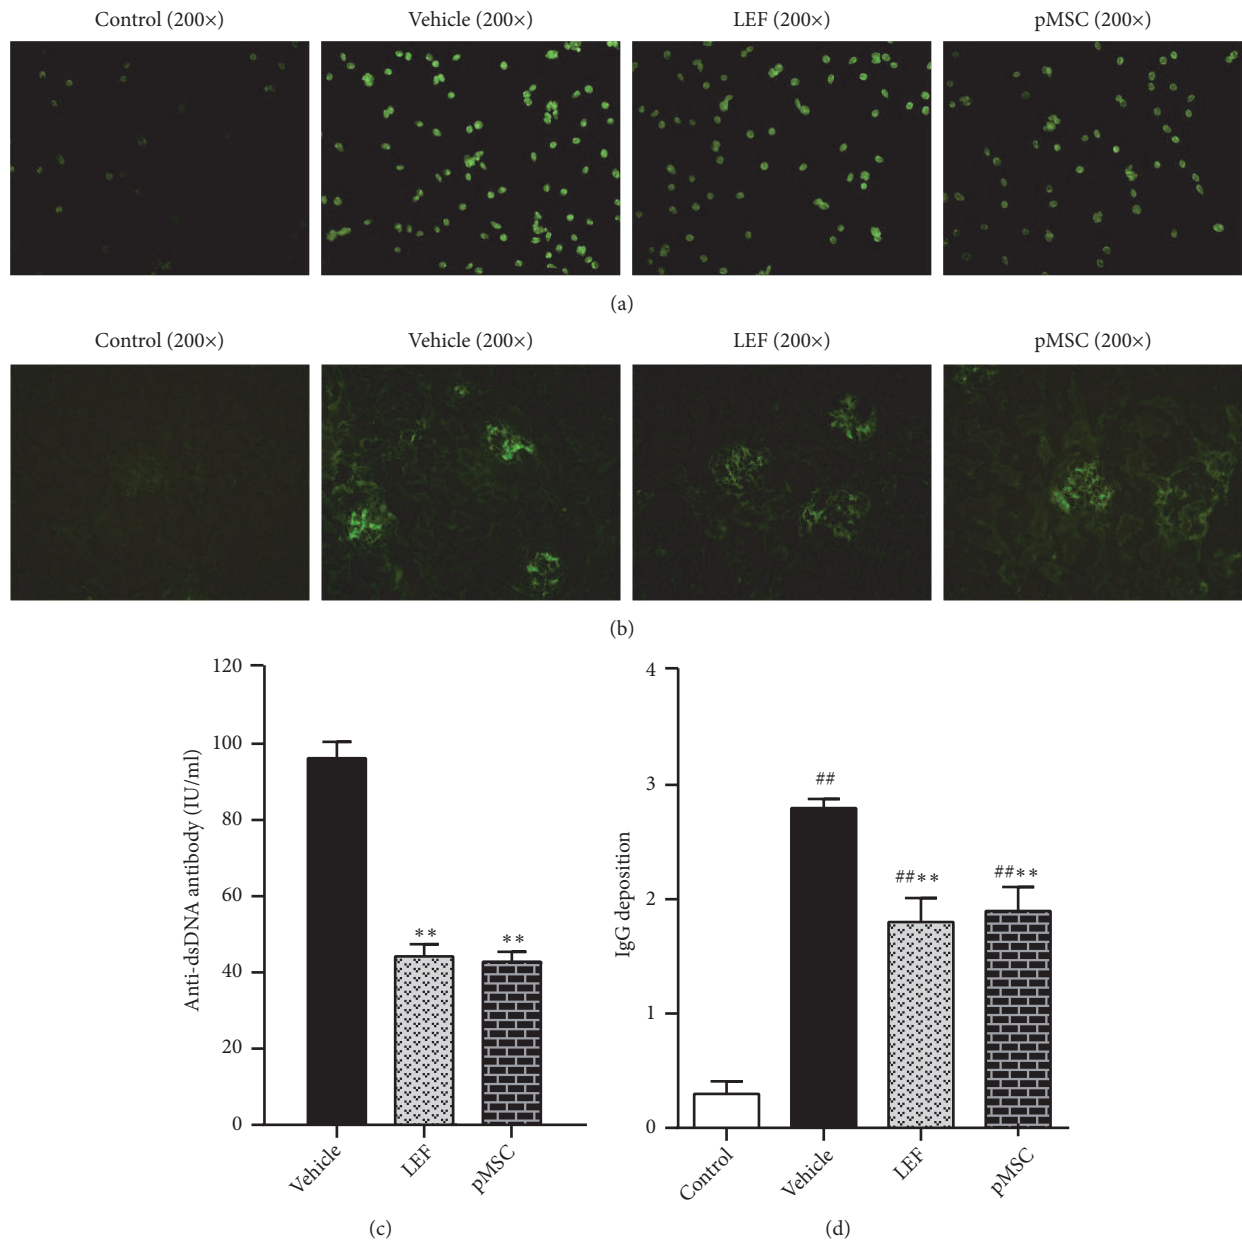 Control (200×) Vehicle (200×) LEF (200×) pMSC (200×)
(a)
Control (200×) Vehicle (200×) LEF (200×) pMSC (200×)
(b)
Anti-dsDNA antibody (IU/ml)
120
100
80
60
40
20
0
**
**
Vehicle
LEF
pMSC
(c)
IgG deposition
4
3
2
1
0
##
##**
##**
Control
Vehicle
LEF
pMSC
(d)